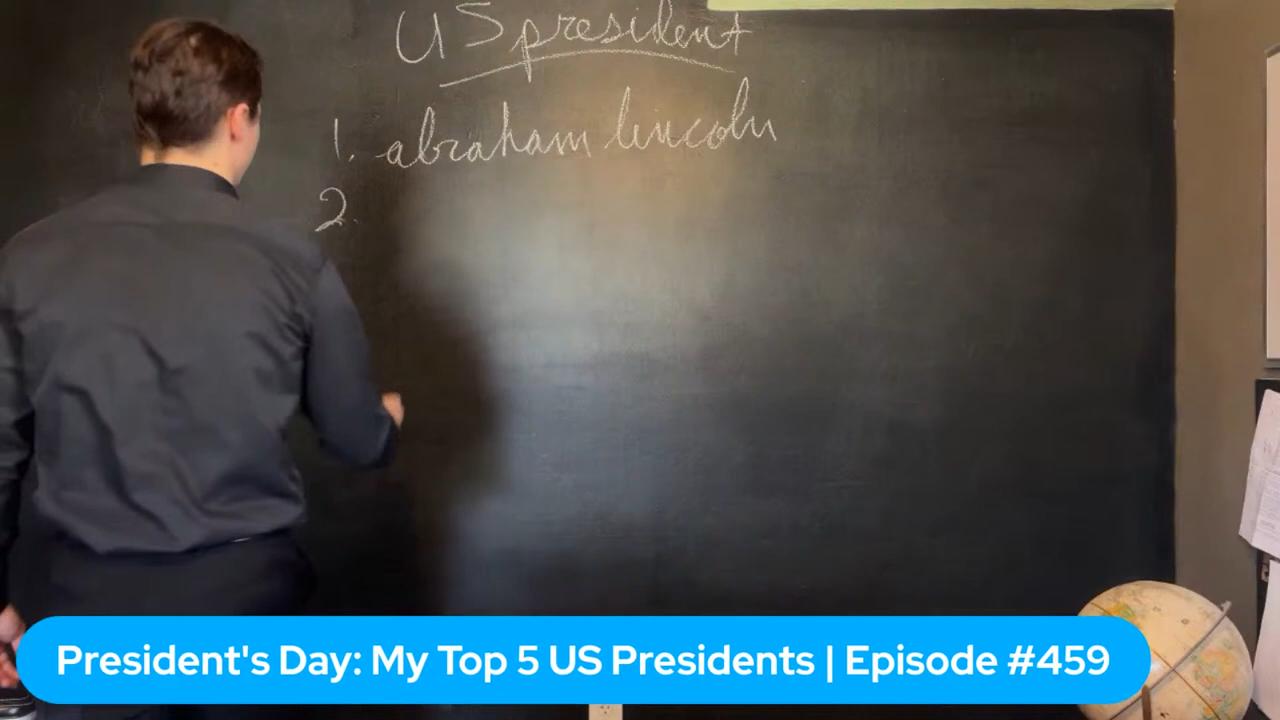 US president
1. abraham lincoln
2.
President's Day: My Top 5 US Presidents | Episode #459